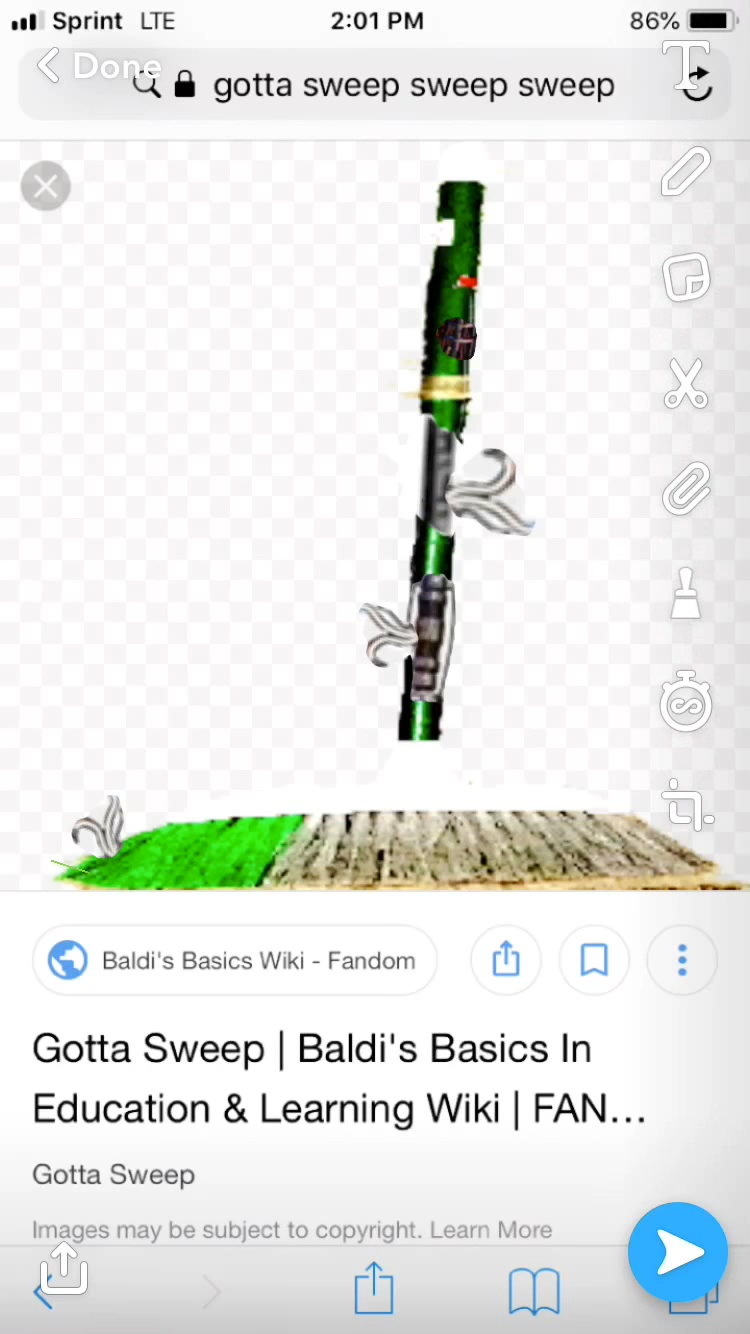 Sprint LTE 2:01 PM 86%
Done
gotta sweep sweep sweep
T
Baldi's Basics Wiki - Fandom
Gotta Sweep | Baldi's Basics In
Education & Learning Wiki | FAN...
Gotta Sweep
Images may be subject to copyright. Learn More